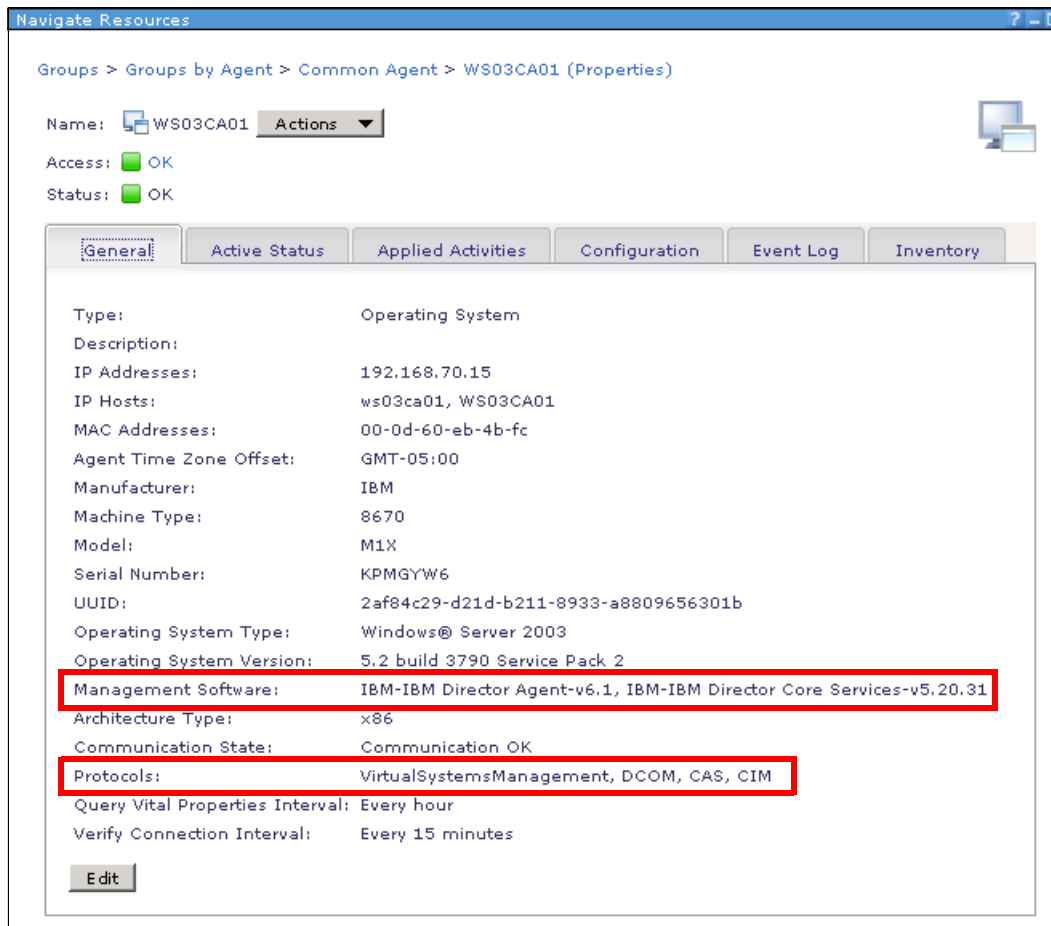 Navigate Resources ? –
Groups > Groups by Agent > Common Agent > WS03CA01 (Properties)
Name: WS03CA01 Actions
Access: OK
Status: OK
General Active Status Applied Activities Configuration Event Log Inventory
Type: Operating System
Description:
IP Addresses: 192.168.70.15
IP Hosts: ws03ca01, WS03CA01
MAC Addresses: 00-0d-60-eb-4b-fc
Agent Time Zone Offset: GMT-05:00
Manufacturer: IBM
Machine Type: 8670
Model: M1X
Serial Number: KPMGYW6
UUID: 2af84c29-d21d-b211-8933-a8809656301b
Operating System Type: Windows® Server 2003
Operating System Version: 5.2 build 3790 Service Pack 2
Management Software: IBM-IBM Director Agent-v6.1, IBM-IBM Director Core Services-v5.20.31
Architecture Type: x86
Communication State: Communication OK
Protocols: VirtualSystemsManagement, DCOM, CAS, CIM
Query Vital Properties Interval: Every hour
Verify Connection Interval: Every 15 minutes
Edit